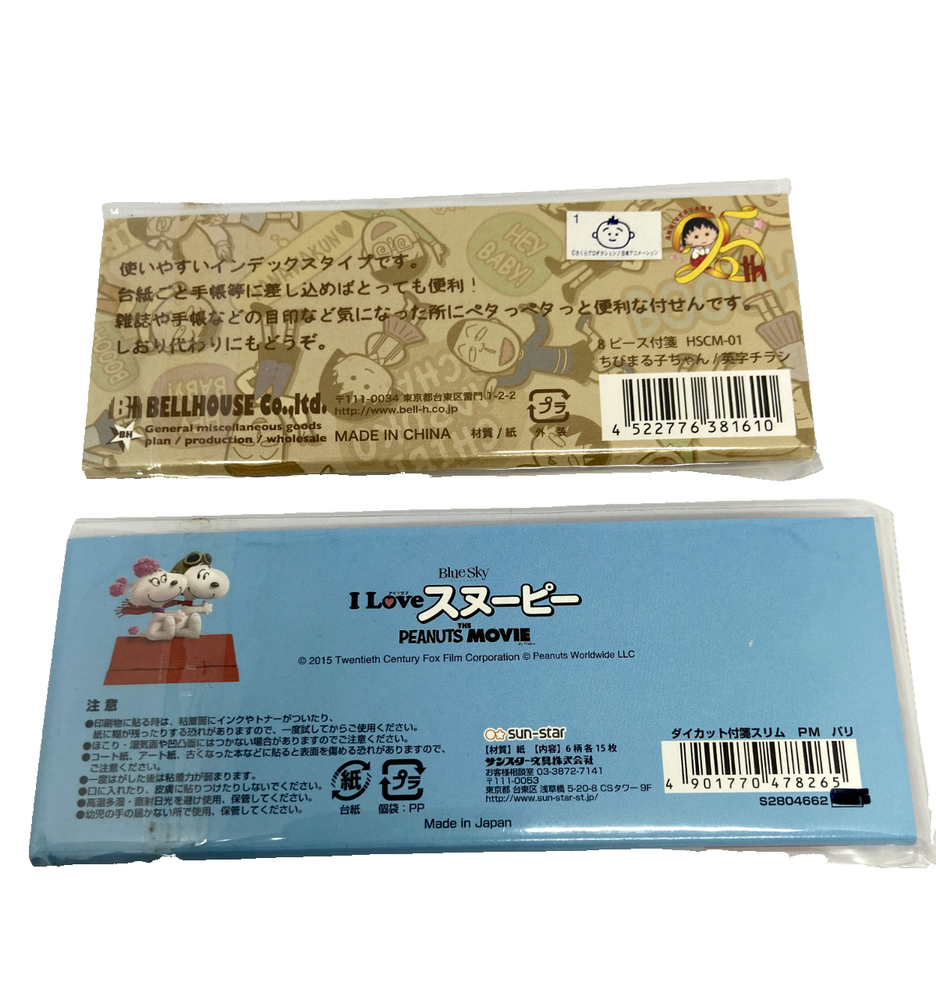 1
©さくらプロダクション/日本アニメーション
ANNIVERSARY
25th
HEY BABY!
使いやすいインデックスタイプです。
台紙ごと手帳等に差し込めばとっても便利!
雑誌や手帳などの目印など気になった所にペタっペタっと便利な付せんです。
しおり代わりにもどうぞ。
8ピース付箋 HSCM-01
ちびまる子ちゃん/英字チラシ
BH BELLHOUSE Co.,ltd.
BH
General miscellaneous goods
plan / production / wholesale
〒111-0034 東京都台東区雷門 1-2-2
http://www.bell-h.co.jp
MADE IN CHINA 材質/紙
プラ
外装
4 522776 381610
BlueSky
I Loveスヌーピー
アイ・ラブ
THE
PEANUTS MOVIE
© 2015 Twentieth Century Fox Film Corporation © Peanuts Worldwide LLC
注意
●印刷物に貼る時は、粘着面にインクやトナーがついたり、
紙に糊が残ったりする恐れがありますので、一度試してからご使用ください。
●ほこり・湿気面や凹凸面にはつかない場合がありますのでご注意ください。
●コート紙、アート紙、古くなった本などに貼ると表面を傷める恐れがありますので、
ご注意ください。
●一度はがした後は粘着力が弱まります。
●口に入れたり、皮膚に貼りつけたりしないでください。
●高温多湿・直射日光を避け使用、保管してください。
●幼児の手の届かない所で使用、保管してください。
紙
台紙
プラ
個袋:PP
Made in Japan
sun-star
【材質】紙 【内容】6柄各15枚
サンスター文具株式会社
お客様相談室 03-3872-7141
〒111-0053
東京都 台東区 浅草橋 5-20-8 CSタワー 9F
http://www.sun-star-st.jp/
ダイカット付箋スリム PM パリ
4 901770 478265
S2804662